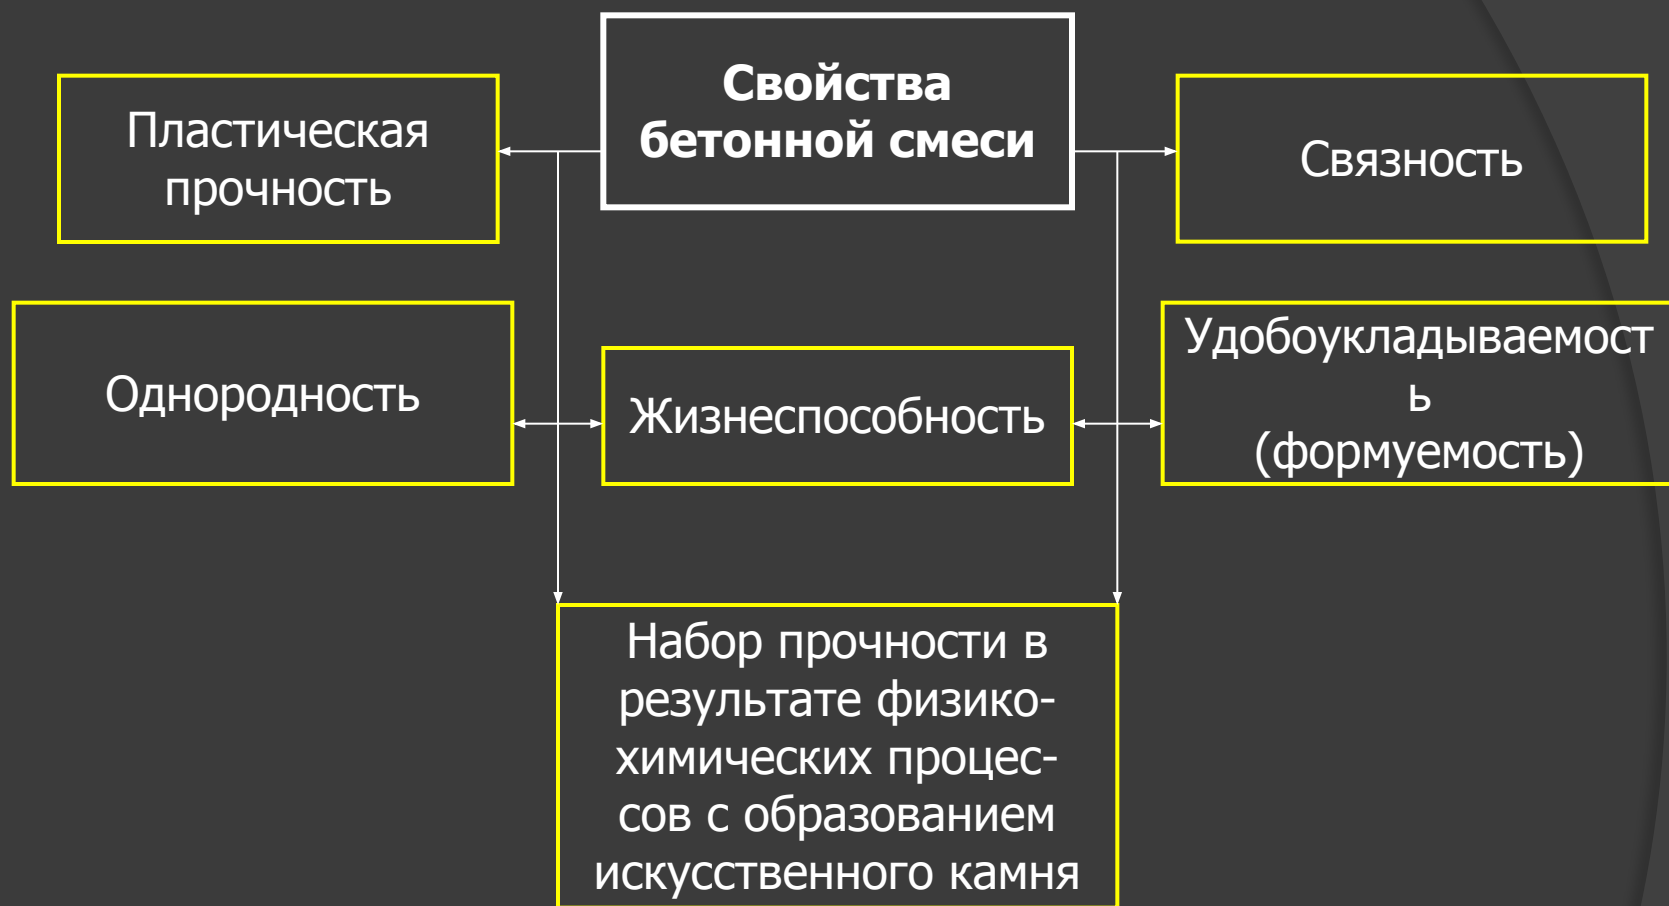 Свойства
бетонной смеси
Пластическая
прочность
Связность
Однородность
Жизнеспособность
Удобоукладываемост
ь
(формуемость)
Набор прочности в
результате физико-
химических процес-
сов с образованием
искусственного камня